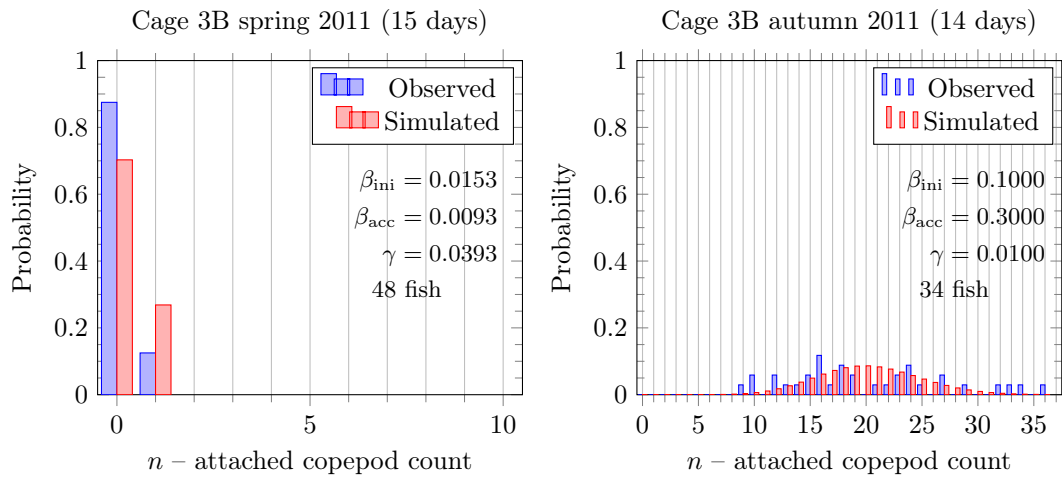 Cage 3B spring 2011 (15 days)
Probability
1
0.8
0.6
0.4
0.2
0
0
5
10
n – attached copepod count
Observed
Simulated
β_ini = 0.0153
β_acc = 0.0093
γ = 0.0393
48 fish
Cage 3B autumn 2011 (14 days)
Probability
1
0.8
0.6
0.4
0.2
0
0
5
10
15
20
25
30
35
n – attached copepod count
Observed
Simulated
β_ini = 0.1000
β_acc = 0.3000
γ = 0.0100
34 fish